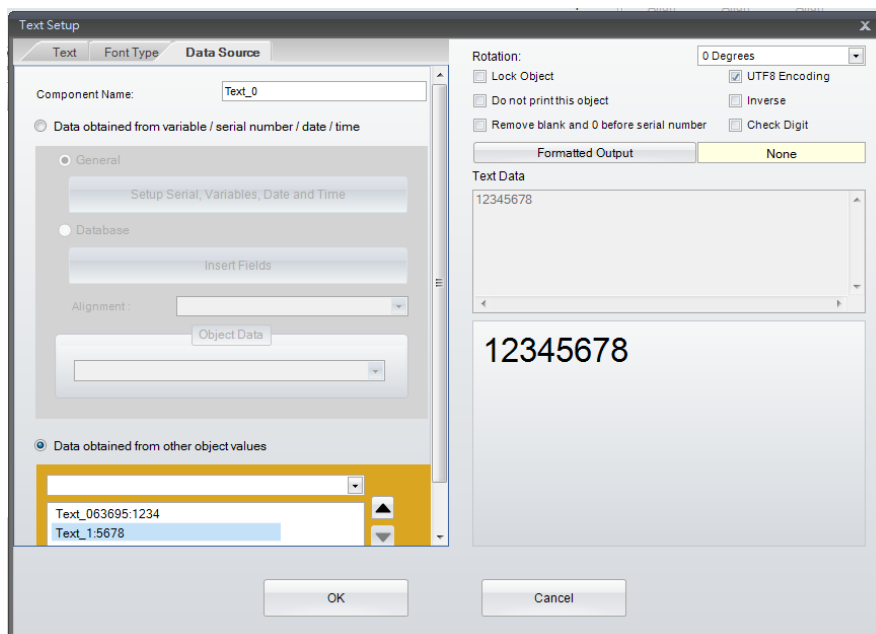 Text Setup
X
Text
Font Type
Data Source
Component Name:
Text_0
Data obtained from variable / serial number / date / time
General
Setup Serial, Variables, Date and Time
Database
Insert Fields
Alignment :
Object Data
Data obtained from other object values
Text_063695:1234
Text_1:5678
Rotation:
0 Degrees
Lock Object
UTF8 Encoding
Do not print this object
Inverse
Remove blank and 0 before serial number
Check Digit
Formatted Output
None
Text Data
12345678
12345678
OK
Cancel